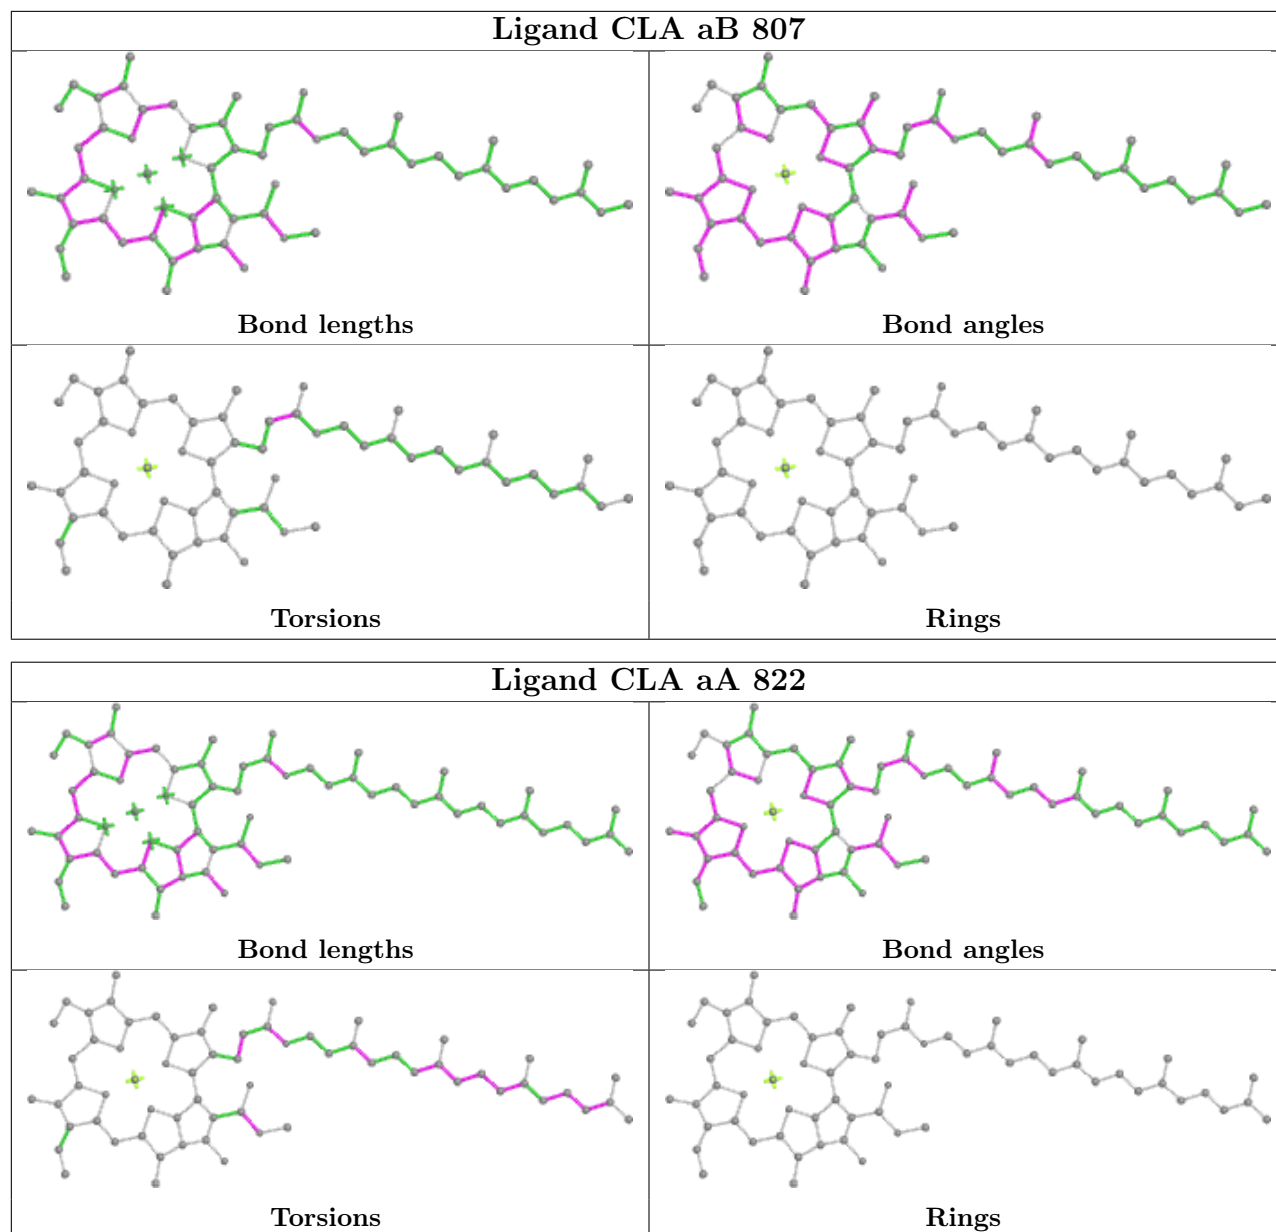 Ligand CLA aB 807
Bond lengths
Bond angles
Torsions
Rings
Ligand CLA aA 822
Bond lengths
Bond angles
Torsions
Rings